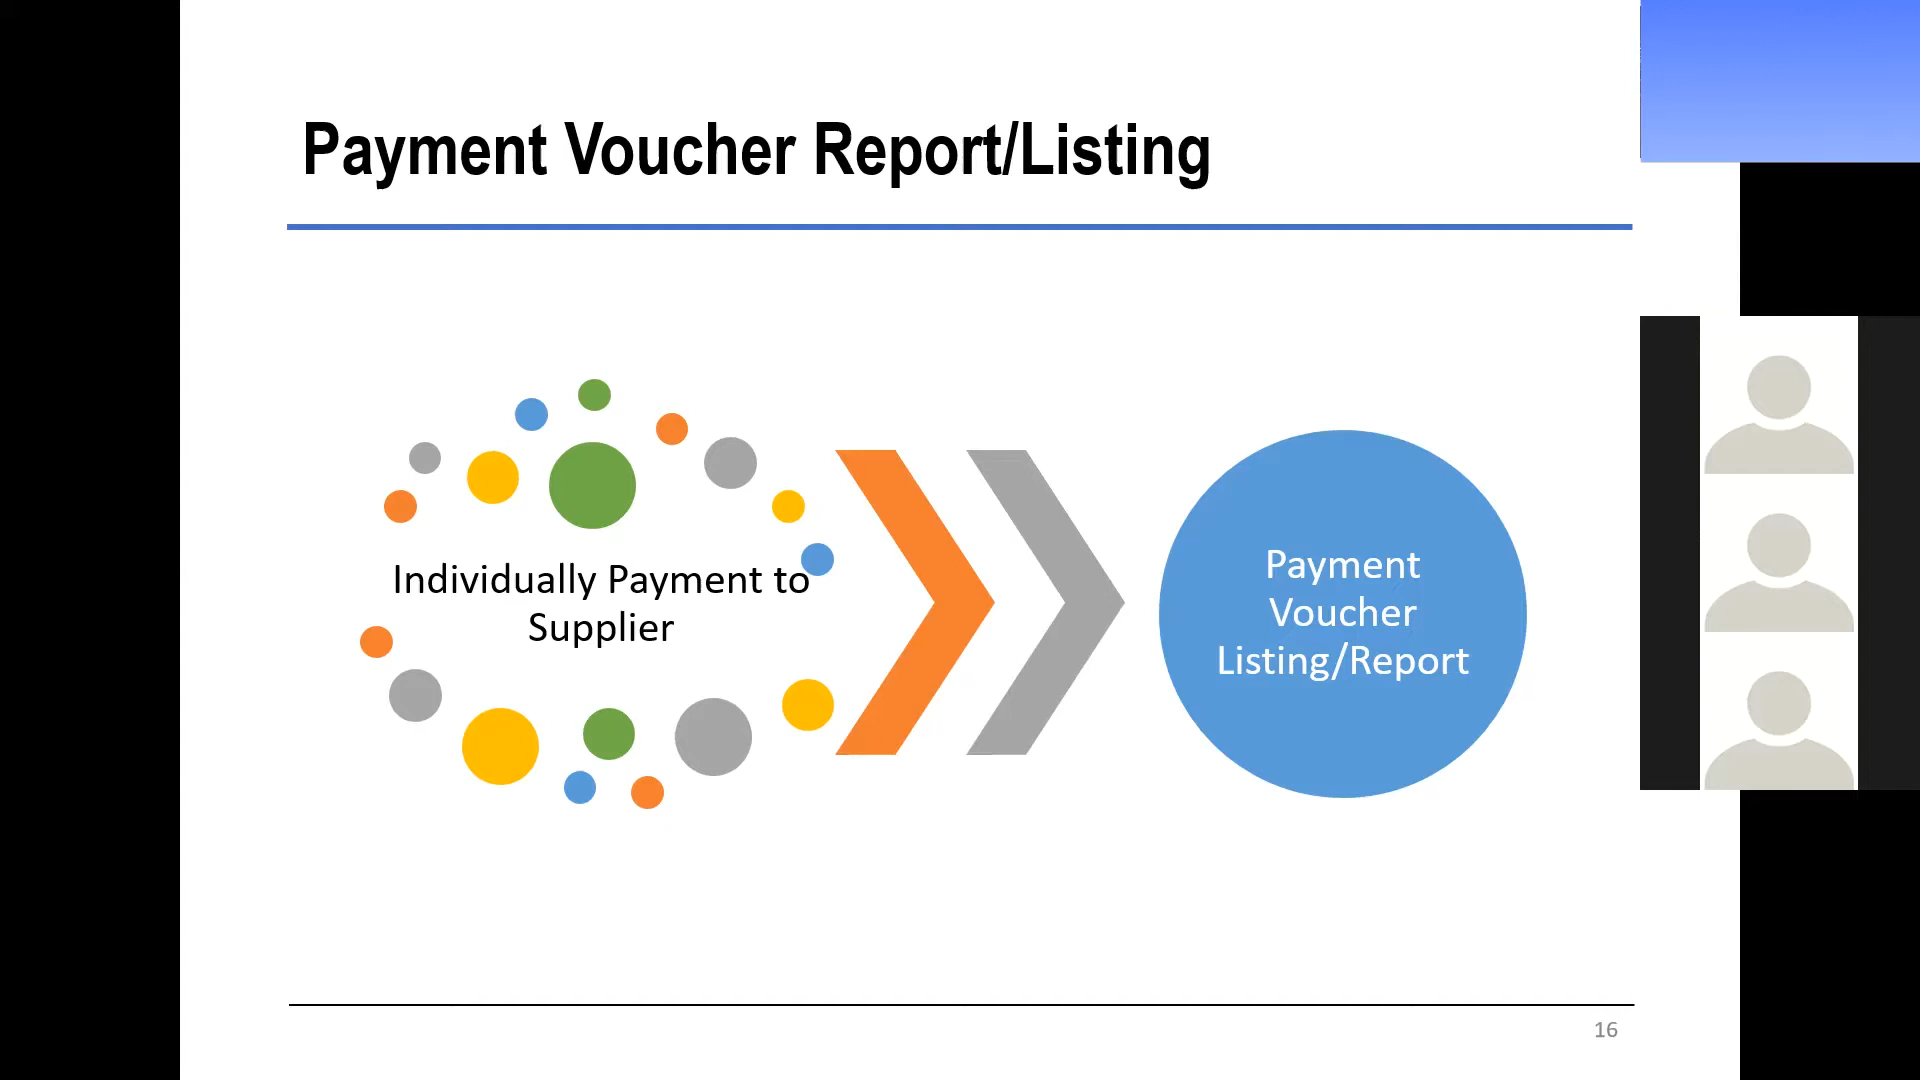 Payment Voucher Report/Listing
Individually Payment to
Supplier
Payment
Voucher
Listing/Report
16